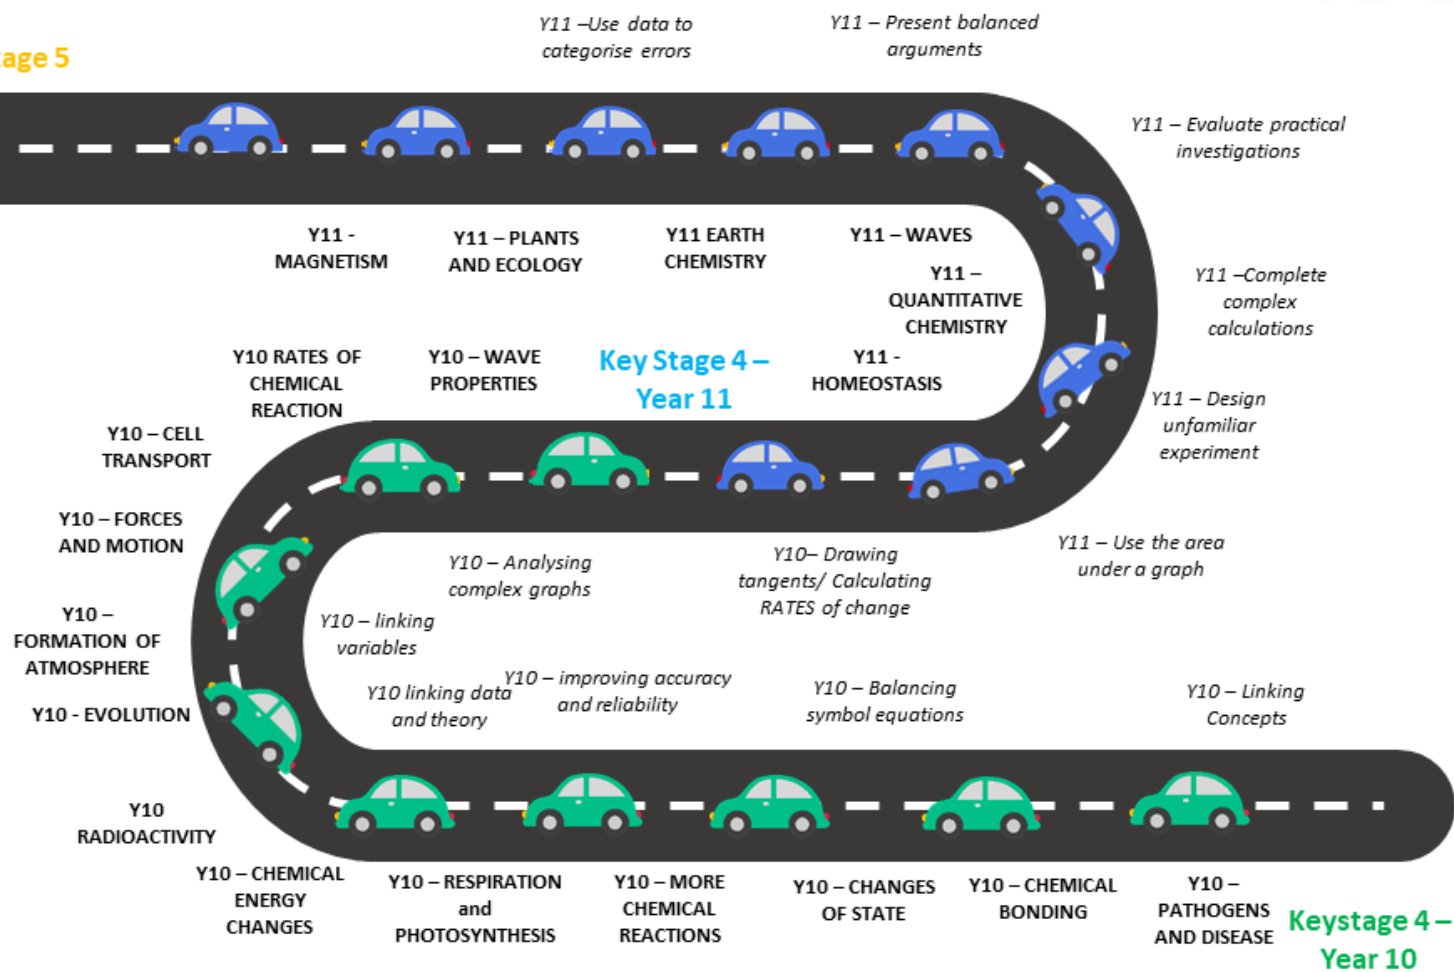 Y11 –Use data to
categorise errors
Y11 – Present balanced
arguments
tage 5
Y11 – Evaluate practical
investigations
Y11 -
MAGNETISM
Y11 – PLANTS
AND ECOLOGY
Y11 EARTH
CHEMISTRY
Y11 – WAVES
Y11 –
QUANTITATIVE
CHEMISTRY
Y11 –Complete
complex
calculations
Y10 RATES OF
CHEMICAL
REACTION
Y10 – WAVE
PROPERTIES
Key Stage 4 –
Year 11
Y11 -
HOMEOSTASIS
Y11 – Design
unfamiliar
experiment
Y10 – CELL
TRANSPORT
Y10 – FORCES
AND MOTION
Y10 – Analysing
complex graphs
Y10– Drawing
tangents/ Calculating
RATES of change
Y11 – Use the area
under a graph
Y10 –
FORMATION OF
ATMOSPHERE
Y10 – linking
variables
Y10 linking data
and theory
Y10 – improving accuracy
and reliability
Y10 – Balancing
symbol equations
Y10 – Linking
Concepts
Y10 - EVOLUTION
Y10
RADIOACTIVITY
Y10 – CHEMICAL
ENERGY
CHANGES
Y10 – RESPIRATION
and
PHOTOSYNTHESIS
Y10 – MORE
CHEMICAL
REACTIONS
Y10 – CHANGES
OF STATE
Y10 – CHEMICAL
BONDING
Y10 –
PATHOGENS
AND DISEASE
Keystage 4 –
Year 10